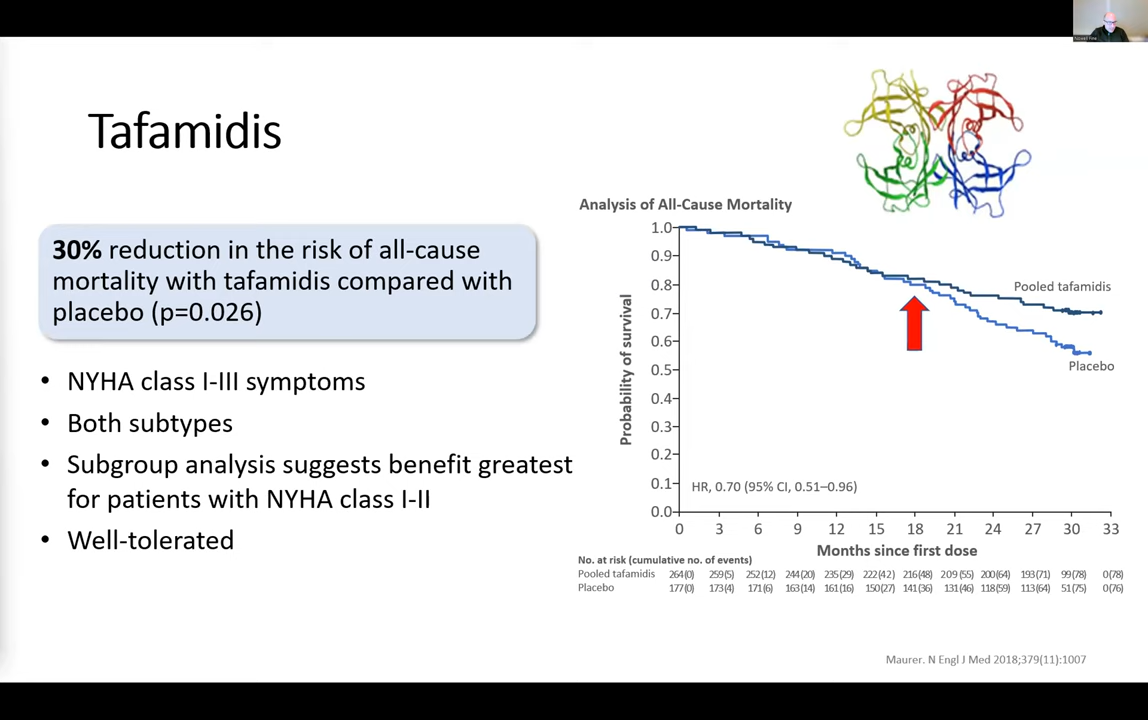 Tafamidis
30% reduction in the risk of all-cause
mortality with tafamidis compared with
placebo (p=0.026)
• NYHA class I-III symptoms
• Both subtypes
• Subgroup analysis suggests benefit greatest
for patients with NYHA class I-II
• Well-tolerated
Analysis of All-Cause Mortality
Probability of survival
1.0
0.9
0.8
0.7
0.6
0.5
0.4
0.3
0.2
0.1
0.0
Pooled tafamidis
Placebo
HR, 0.70 (95% CI, 0.51–0.96)
0 3 6 9 12 15 18 21 24 27 30 33
Months since first dose
No. at risk (cumulative no. of events)
Pooled tafamidis 264(0) 259(5) 252(12) 244(20) 235(29) 222(42) 216(48) 209(55) 200(64) 193(71) 99(78) 0(78)
Placebo 177(0) 173(4) 171(6) 163(14) 161(16) 150(27) 141(36) 131(46) 118(59) 113(64) 51(75) 0(76)
Maurer. N Engl J Med 2018;379(11):1007